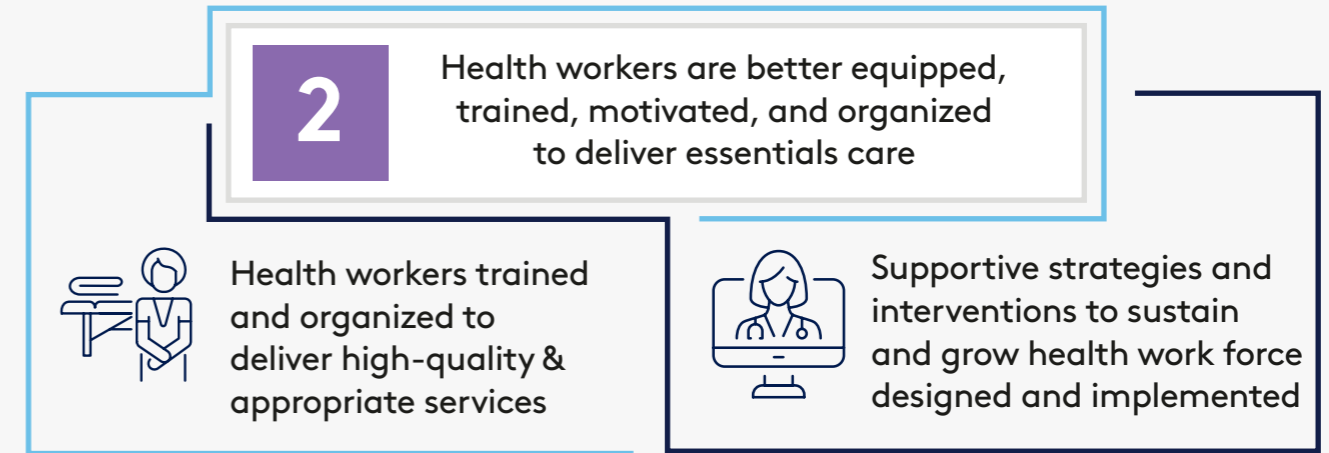 2
Health workers are better equipped,
trained, motivated, and organized
to deliver essentials care
Health workers trained
and organized to
deliver high-quality &
appropriate services
Supportive strategies and
interventions to sustain
and grow health work force
designed and implemented